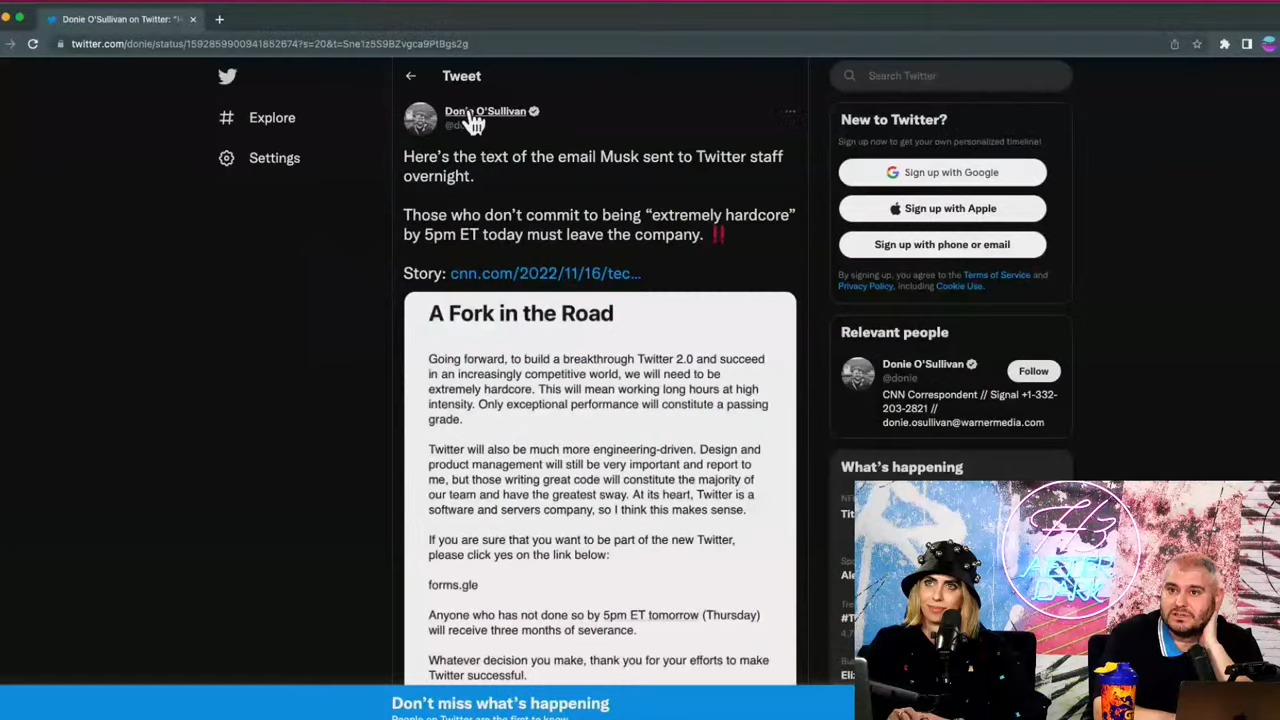 Donie O'Sullivan on Twitter: "H
twitter.com/donie/status/1592859900941852674?s=20&t=Sne1z5S9BZvgca9PtBgs2g
Explore
Settings
Tweet
Donie O'Sullivan
Here's the text of the email Musk sent to Twitter staff
overnight.
Those who don't commit to being "extremely hardcore"
by 5pm ET today must leave the company. ‼️
Story: cnn.com/2022/11/16/tec...
A Fork in the Road
Going forward, to build a breakthrough Twitter 2.0 and succeed
in an increasingly competitive world, we will need to be
extremely hardcore. This will mean working long hours at high
intensity. Only exceptional performance will constitute a passing
grade.
Twitter will also be much more engineering-driven. Design and
product management will still be very important and report to
me, but those writing great code will constitute the majority of
our team and have the greatest sway. At its heart, Twitter is a
software and servers company, so I think this makes sense.
If you are sure that you want to be part of the new Twitter,
please click yes on the link below:
forms.gle
Anyone who has not done so by 5pm ET tomorrow (Thursday)
will receive three months of severance.
Whatever decision you make, thank you for your efforts to make
Twitter successful.
Search Twitter
New to Twitter?
Sign up now to get your own personalized timeline!
Sign up with Google
Sign up with Apple
Sign up with phone or email
By signing up, you agree to the Terms of Service and
Privacy Policy, including Cookie Use.
Relevant people
Donie O'Sullivan
@donie
Follow
CNN Correspondent // Signal +1-332-
203-2821 //
donie.osullivan@warnermedia.com
What's happening
H3
AFTER
DARK
Don't miss what's happening
People on Twitter are the first to know.